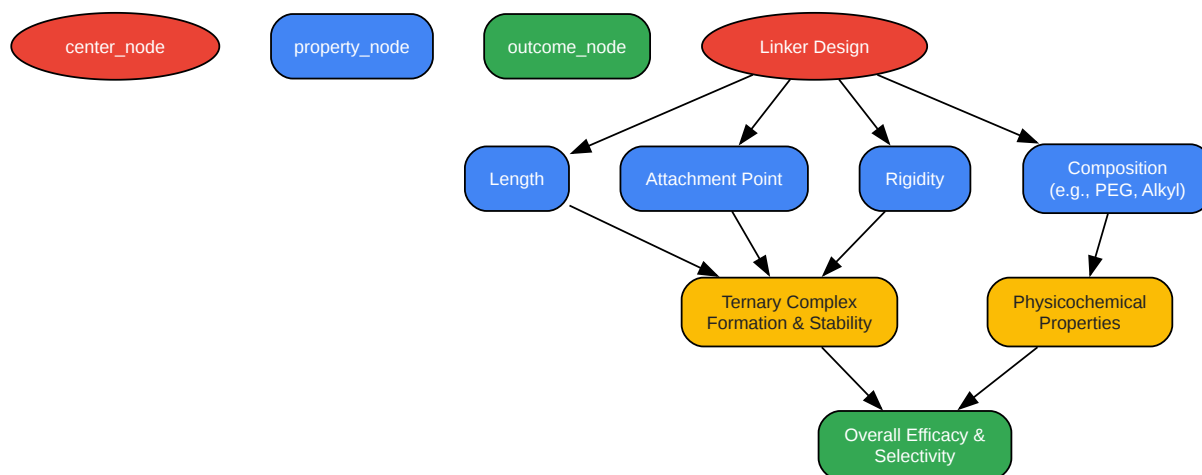 center_node
property_node
outcome_node
Linker Design
Length
Attachment Point
Rigidity
Composition
(e.g., PEG, Alkyl)
Ternary Complex
Formation & Stability
Physicochemical
Properties
Overall Efficacy &
Selectivity